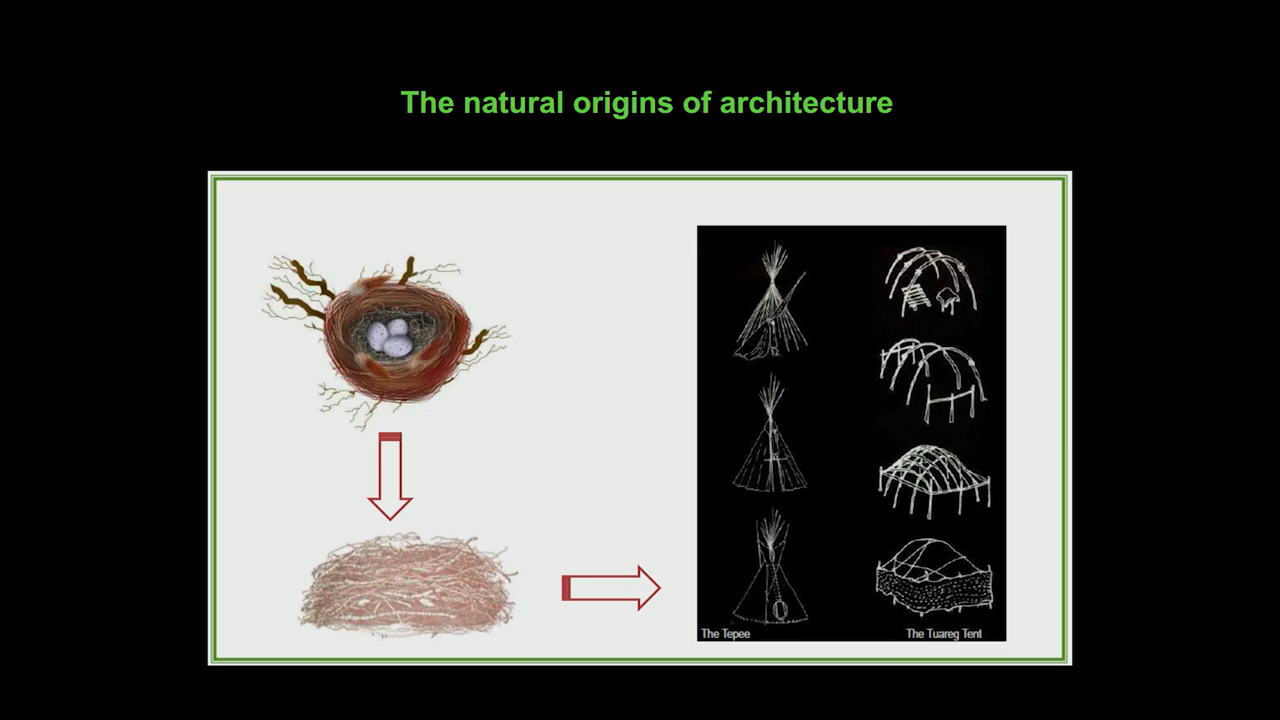 The natural origins of architecture
The Tepee
The Tuareg Tent